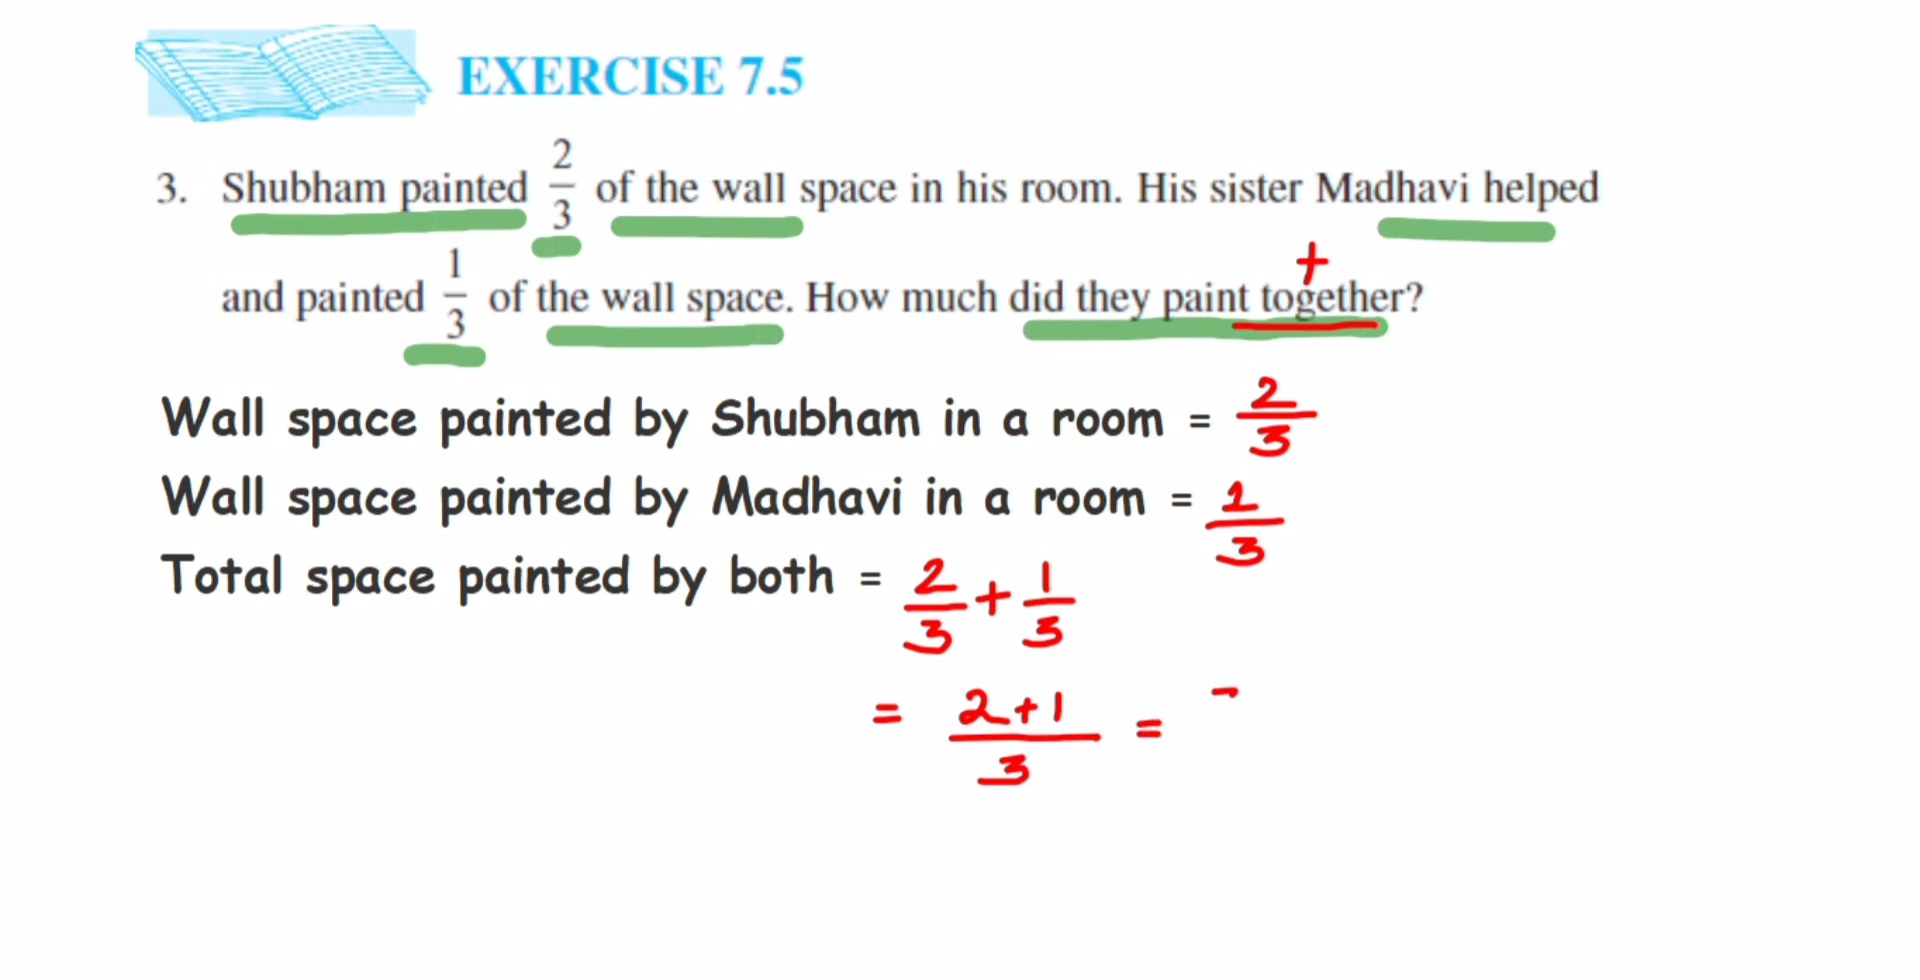 EXERCISE 7.5
3. Shubham painted 2/3 of the wall space in his room. His sister Madhavi helped
+
and painted 1/3 of the wall space. How much did they paint together?
Wall space painted by Shubham in a room = 2/3
Wall space painted by Madhavi in a room = 1/3
Total space painted by both = 2/3 + 1/3
= 2+1/3 =